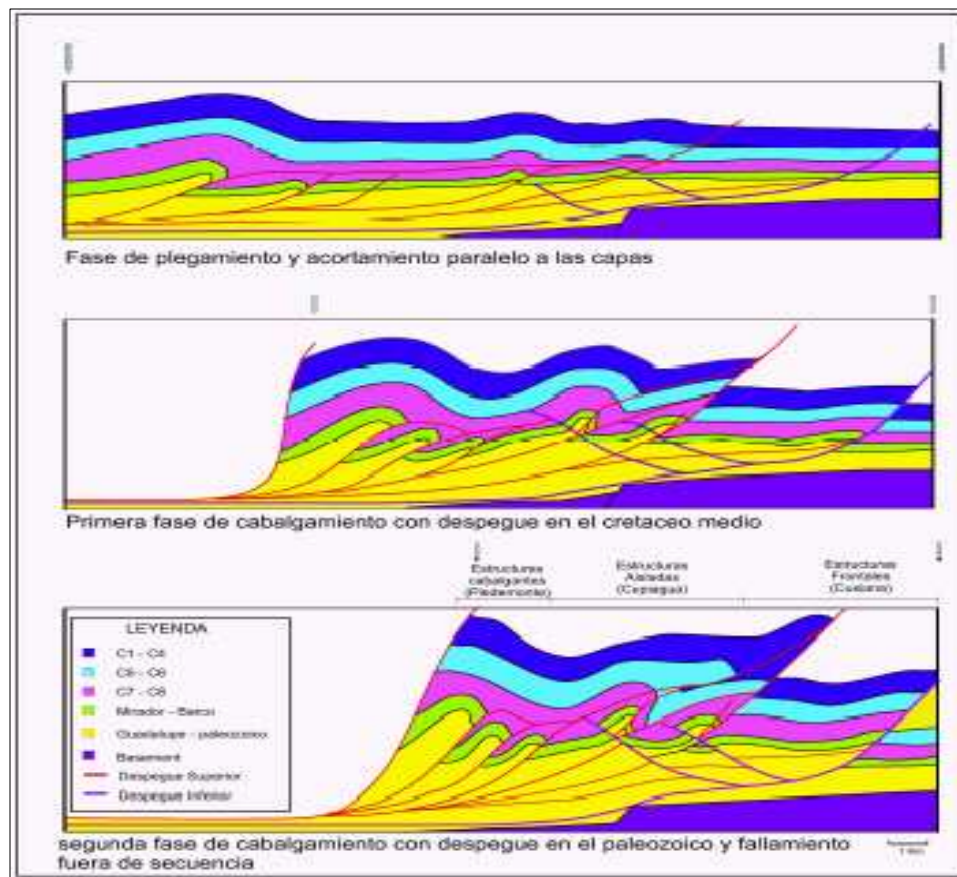 Fase de plegamiento y acortamiento paralelo a las capas
Primera fase de cabalgamiento con despegue en el cretaceo medio
Estructuras
cabalgantes
(Piedemonte)
Estructuras
Aisladas
(Cupiagua)
Estructuras
Frontales
(Cusiana)
LEYENDA
C1 - C4
C5 - C6
C7 - C8
Mirador - Barco
Guadalupe - paleozoico
Basement
Despegue Superior
Despegue Inferior
segunda fase de cabalgamiento con despegue en el paleozoico y fallamiento
fuera de secuencia